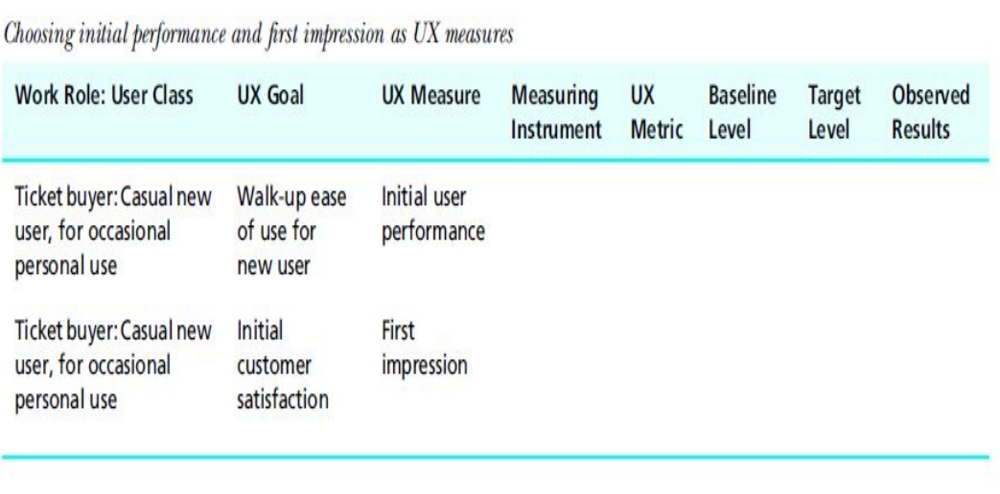 Choosing initial performance and first impression as UX measures
Work Role: User Class UX Goal UX Measure Measuring Instrument UX Metric Baseline Level Target Level Observed Results
Ticket buyer: Casual new user, for occasional personal use Walk-up ease of use for new user Initial user performance
Ticket buyer: Casual new user, for occasional personal use Initial customer satisfaction First impression